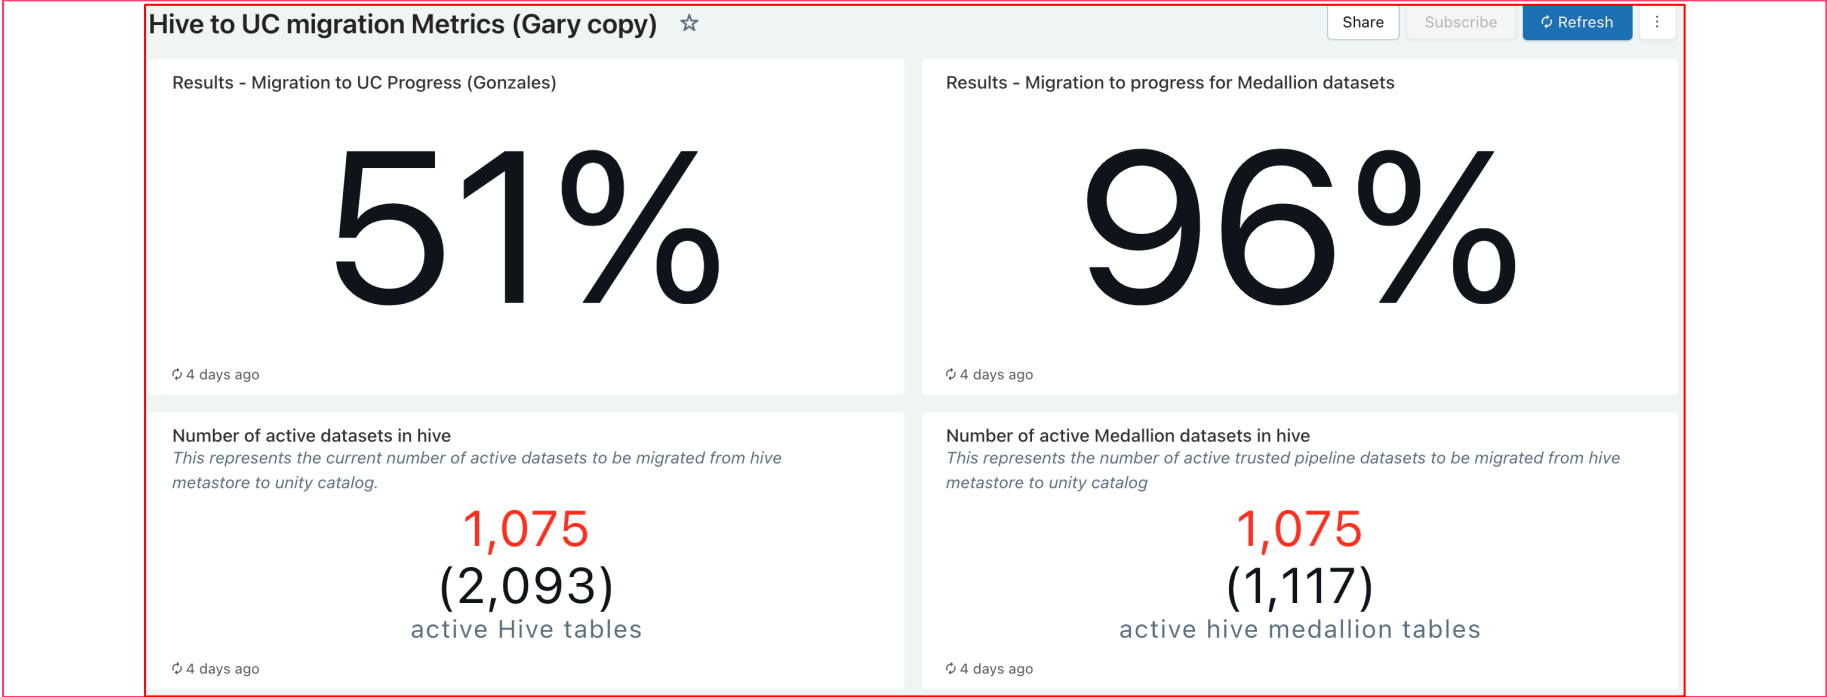 Hive to UC migration Metrics (Gary copy)
Share
Subscribe
Refresh
Results - Migration to UC Progress (Gonzales)
51%
4 days ago
Results - Migration to progress for Medallion datasets
96%
4 days ago
Number of active datasets in hive
This represents the current number of active datasets to be migrated from hive
metastore to unity catalog.
1,075
(2,093)
active Hive tables
4 days ago
Number of active Medallion datasets in hive
This represents the number of active trusted pipeline datasets to be migrated from hive
metastore to unity catalog
1,075
(1,117)
active hive medallion tables
4 days ago